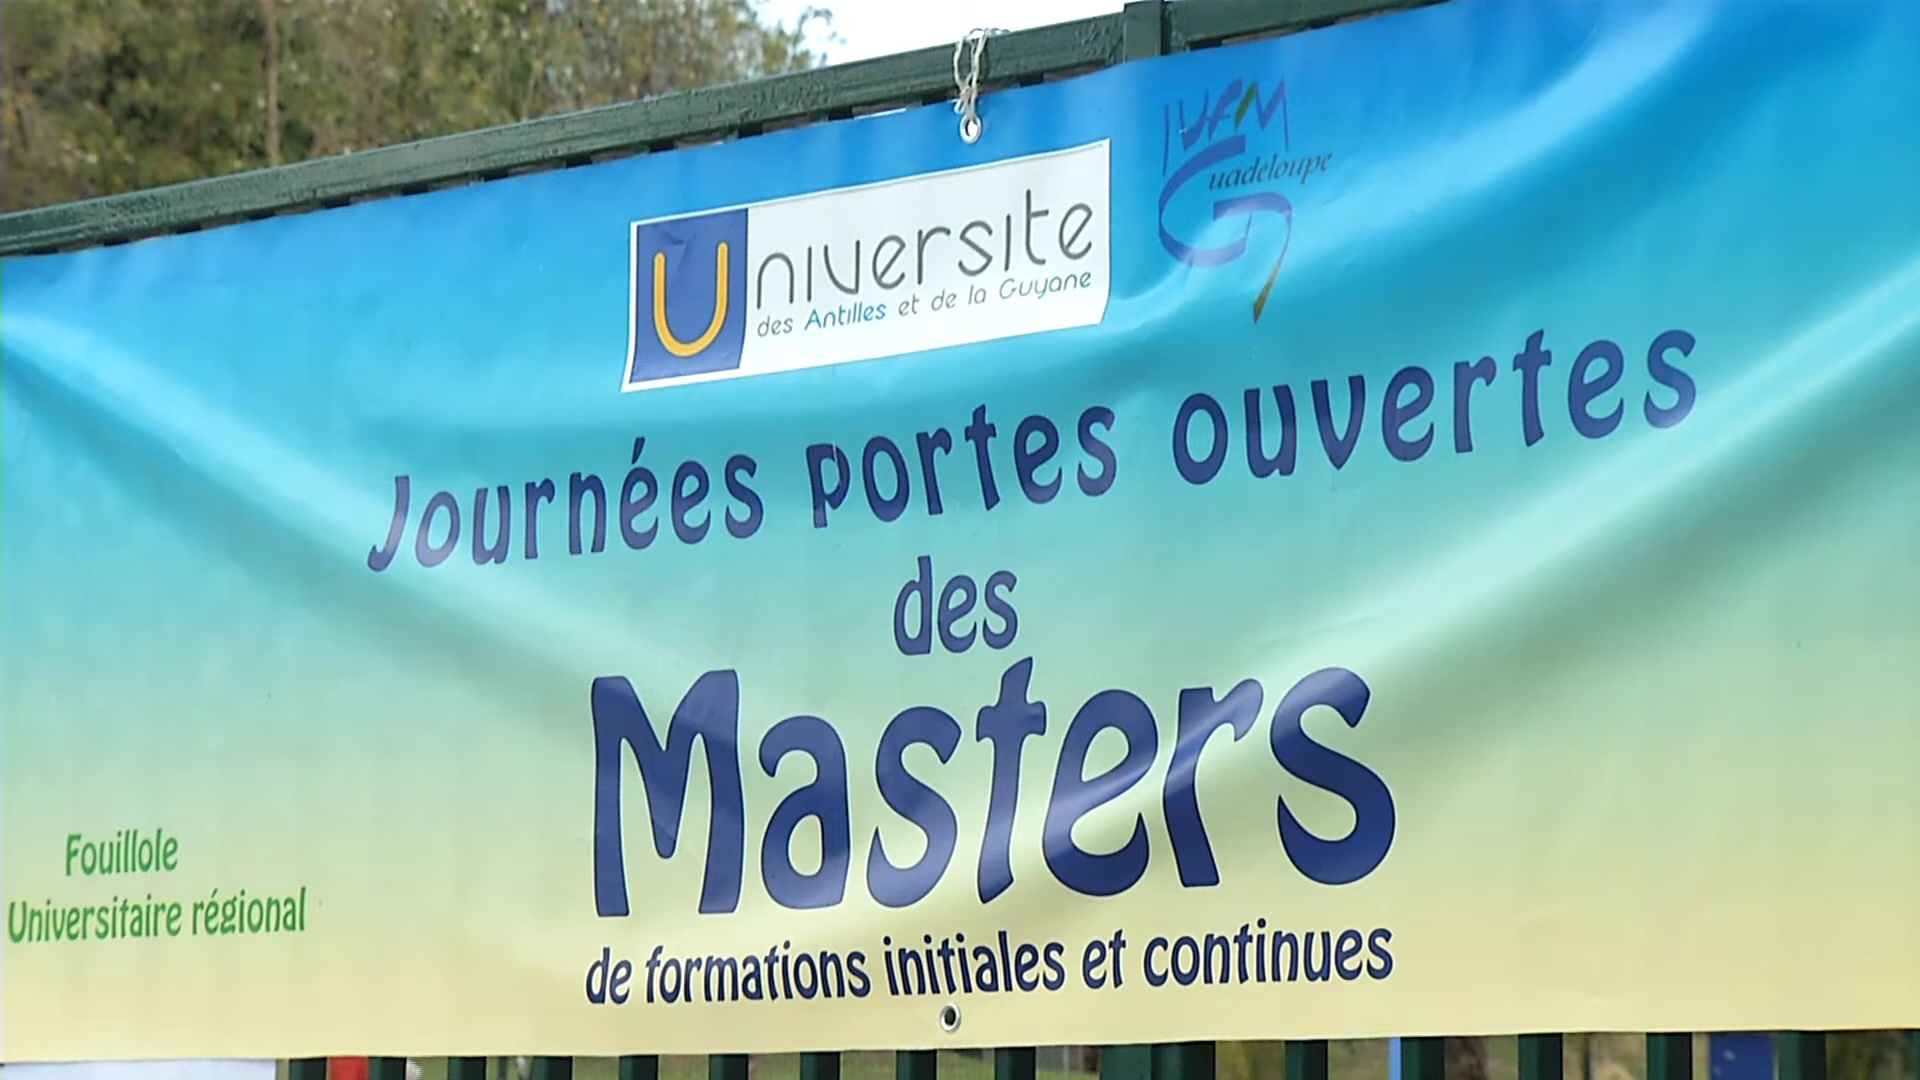 IUFM
Guadeloupe
Universite
des Antilles et de la Guyane
Journées portes ouvertes
des
Masters
de formations initiales et continues
Fouillole
Universitaire régional